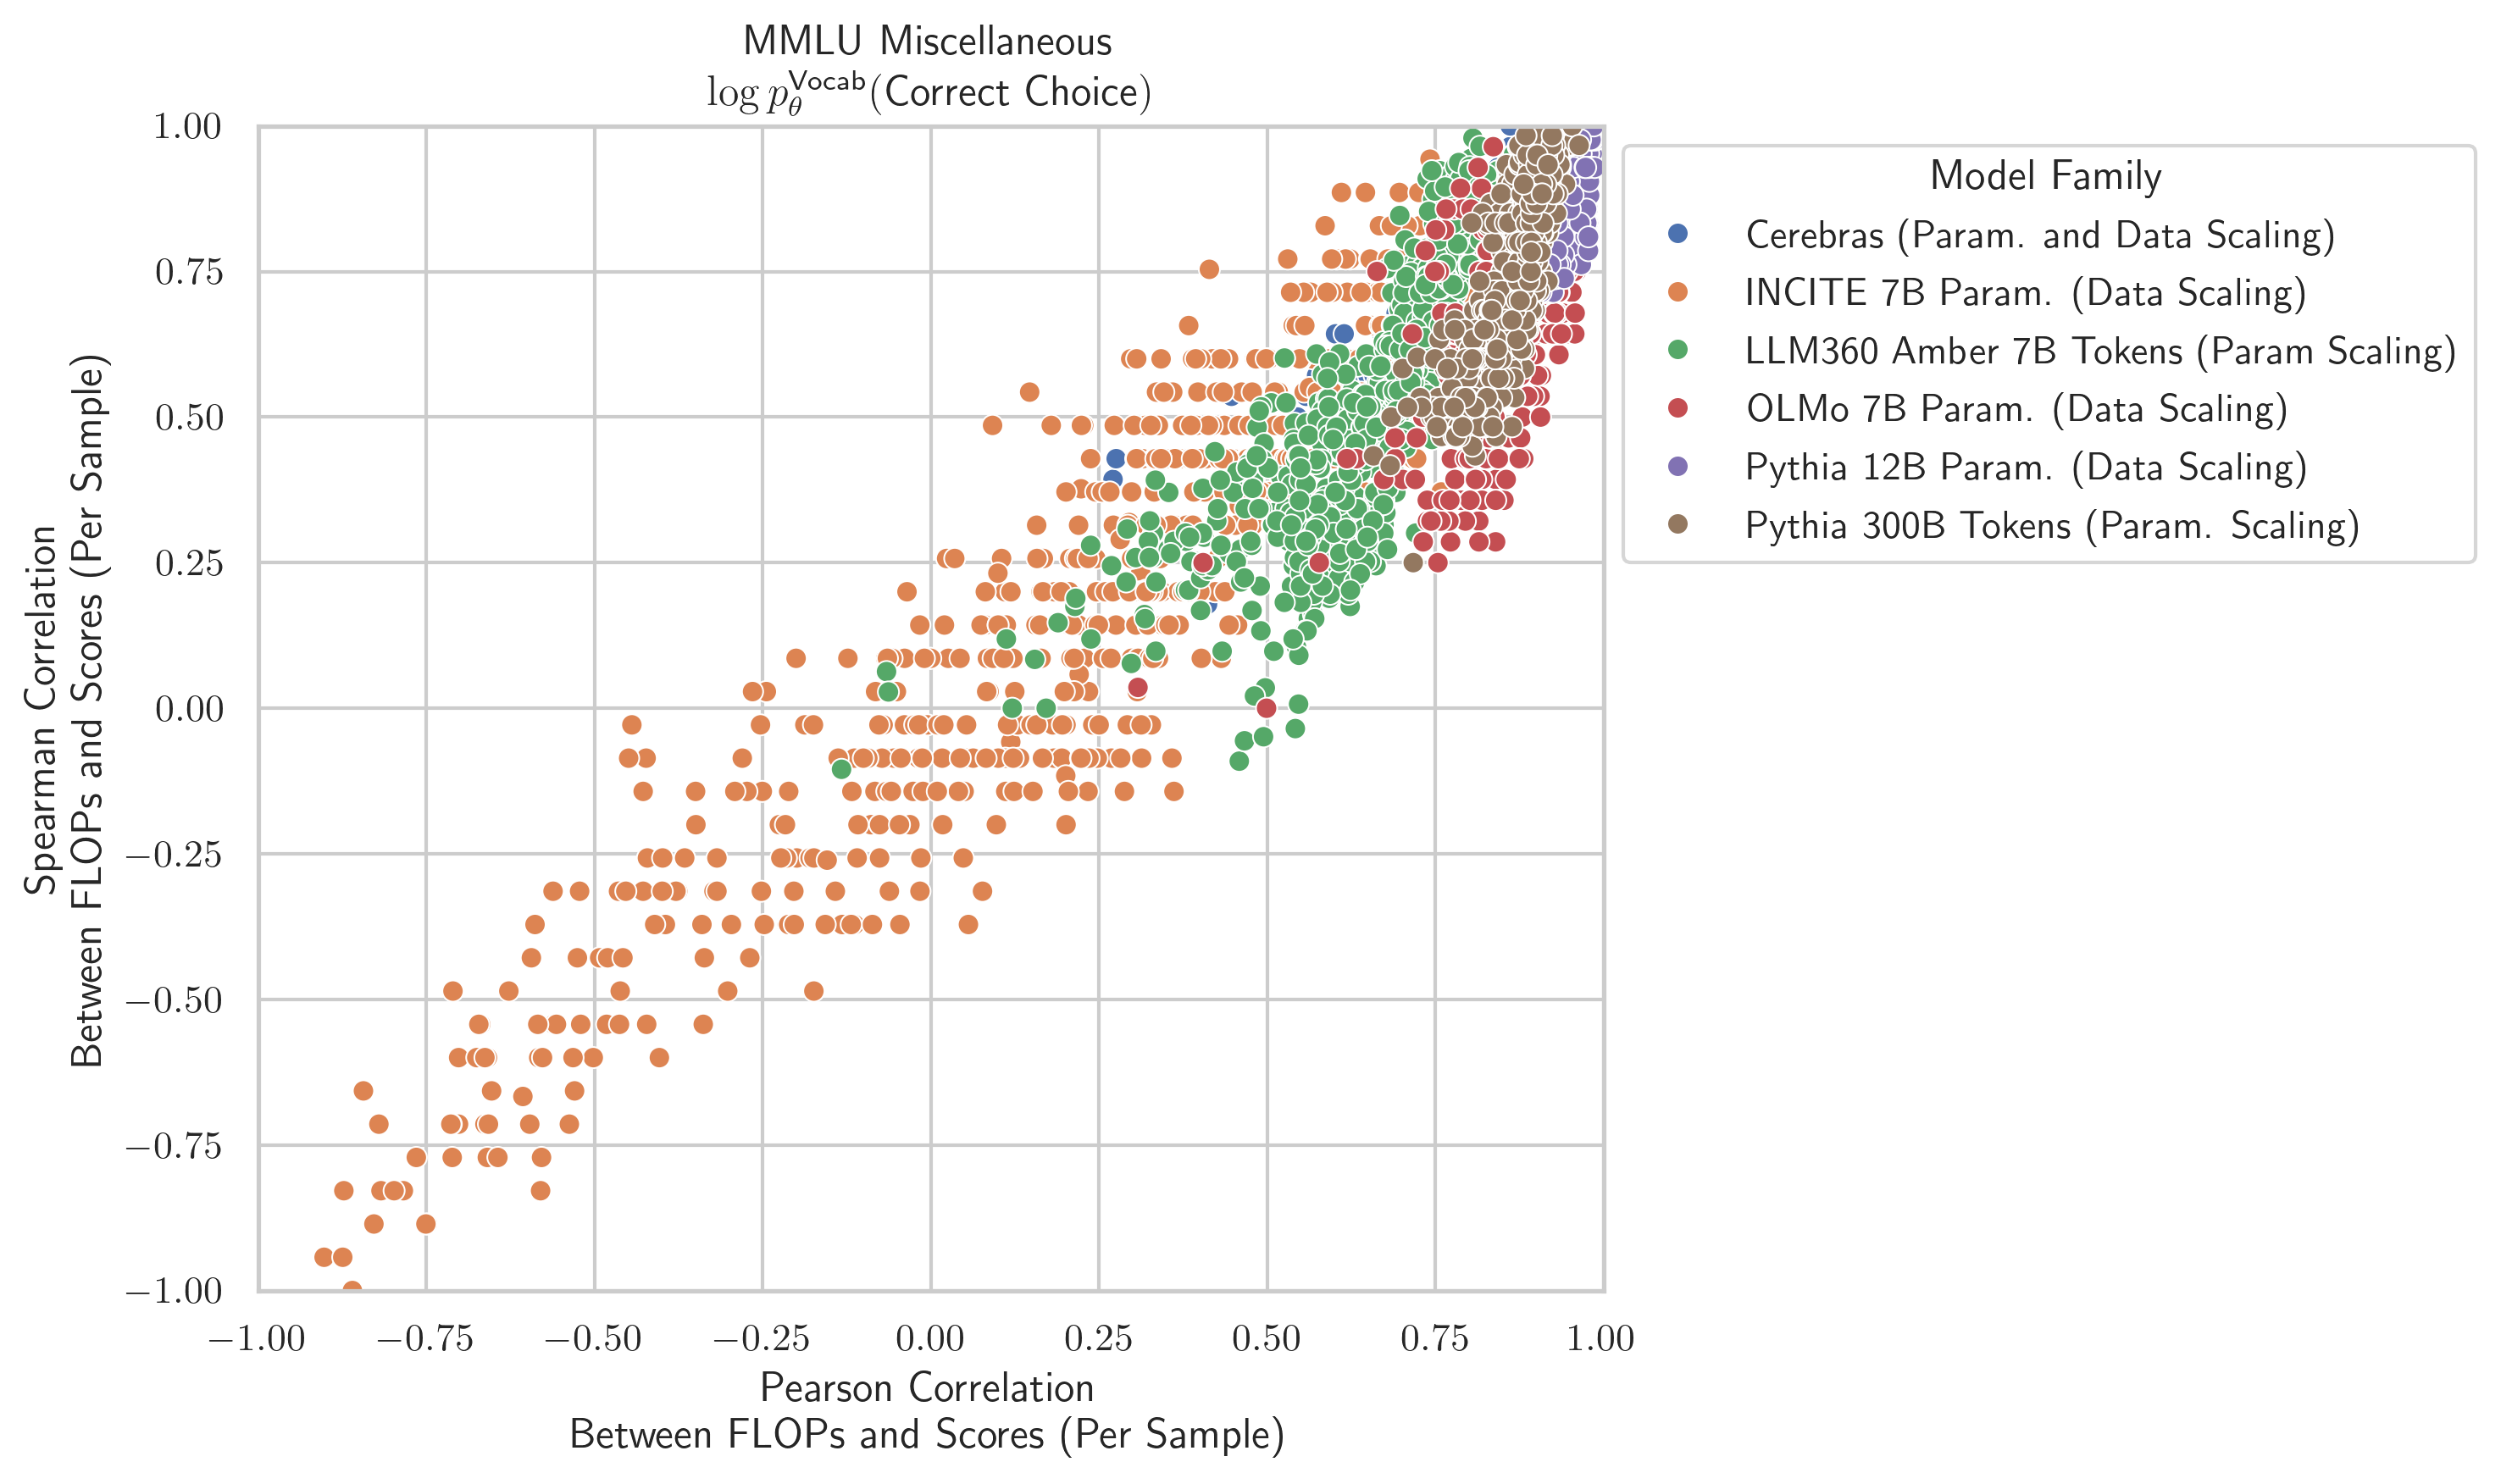 MMLU Miscellaneous
log p_θ^Vocab(Correct Choice)
1.00
0.75
0.50
0.25
0.00
−0.25
−0.50
−0.75
−1.00
Spearman Correlation
Between FLOPs and Scores (Per Sample)
−1.00 −0.75 −0.50 −0.25 0.00 0.25 0.50 0.75 1.00
Pearson Correlation
Between FLOPs and Scores (Per Sample)
Model Family
Cerebras (Param. and Data Scaling)
INCITE 7B Param. (Data Scaling)
LLM360 Amber 7B Tokens (Param Scaling)
OLMo 7B Param. (Data Scaling)
Pythia 12B Param. (Data Scaling)
Pythia 300B Tokens (Param. Scaling)